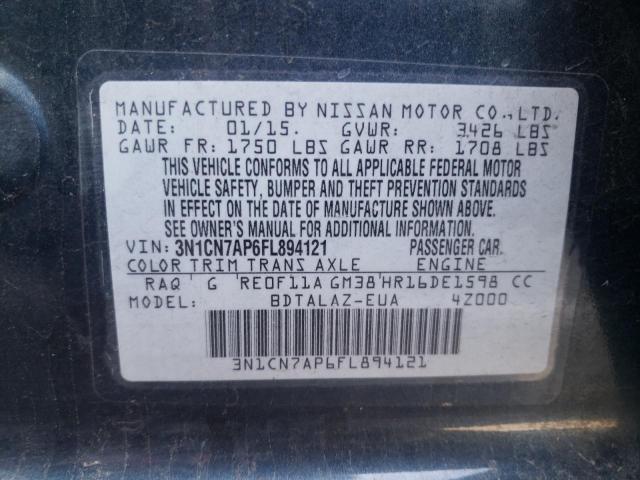 MANUFACTURED BY NISSAN MOTOR CO.,LTD.
DATE: 01/15. GVWR: 3426 LBS
GAWR FR: 1750 LBS GAWR RR: 1708 LBS
THIS VEHICLE CONFORMS TO ALL APPLICABLE FEDERAL MOTOR
VEHICLE SAFETY, BUMPER AND THEFT PREVENTION STANDARDS
IN EFFECT ON THE DATE OF MANUFACTURE SHOWN ABOVE.
SEE OWNER'S MANUAL FOR ADDITIONAL INFORMATION.
VIN: 3N1CN7AP6FL894121 PASSENGER CAR.
COLOR TRIM TRANS AXLE ENGINE
RAQ G RE0F11A GM38 HR16DE1598 CC
MODEL: BDTALAZ-EUA 4Z000
3N1CN7AP6FL894121